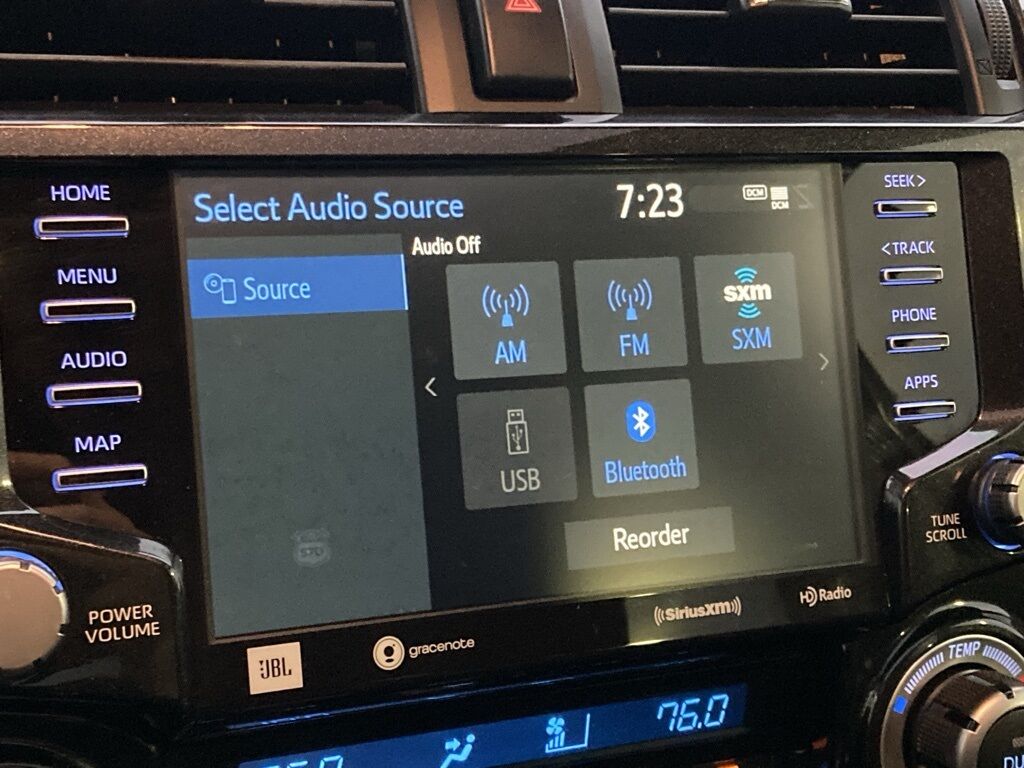 HOME
MENU
AUDIO
MAP
POWER
VOLUME
Select Audio Source
7:23
DCM
DCM
Audio Off
Source
AM
FM
sxm
SXM
<
>
USB
Bluetooth
Reorder
SEEK >
< TRACK
PHONE
APPS
TUNE
SCROLL
JBL
gracenote
SiriusXM
HD Radio
TEMP
76.0